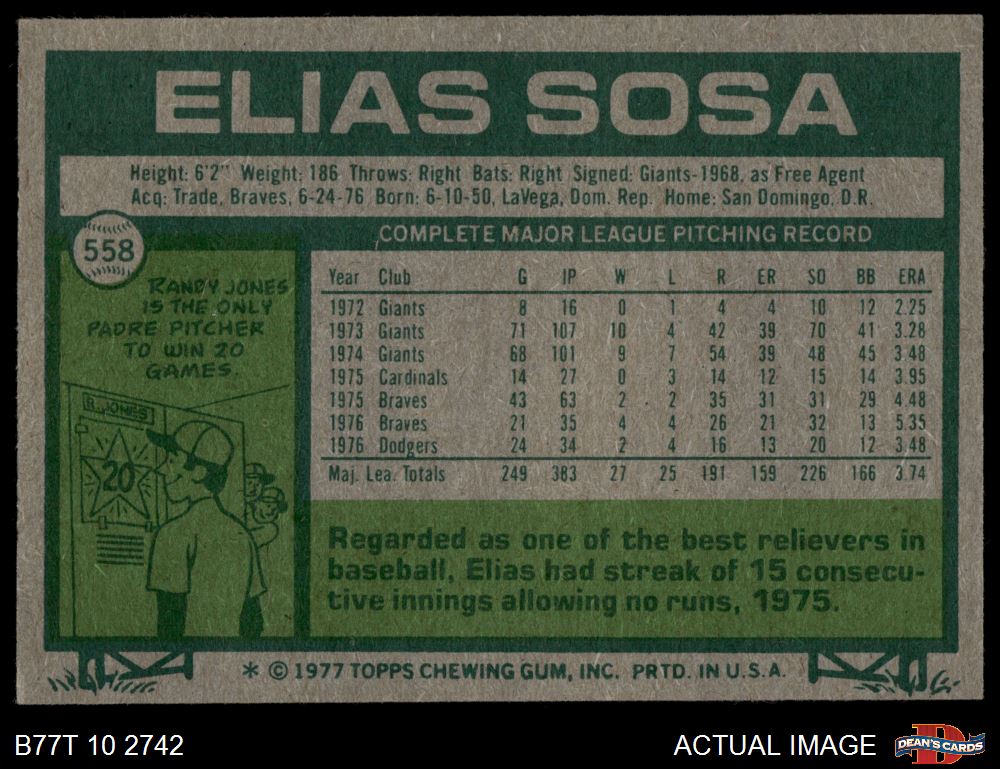 ELIAS SOSA
Height: 6'2" Weight: 186 Throws: Right Bats: Right Signed: Giants-1968, as Free Agent
Acq: Trade, Braves, 6-24-76 Born: 6-10-50, LaVega, Dom. Rep. Home: San Domingo, D.R.
558
COMPLETE MAJOR LEAGUE PITCHING RECORD
RANDY JONES
IS THE ONLY
PADRE PITCHER
TO WIN 20
GAMES.
R. JONES
20
Year Club G IP W L R ER SO BB ERA
1972 Giants 8 16 0 1 4 4 10 12 2.25
1973 Giants 71 107 10 4 42 39 70 41 3.28
1974 Giants 68 101 9 7 54 39 48 45 3.48
1975 Cardinals 14 27 0 3 14 12 15 14 3.95
1975 Braves 43 63 2 2 35 31 31 29 4.48
1976 Braves 21 35 4 4 26 21 32 13 5.35
1976 Dodgers 24 34 2 4 16 13 20 12 3.48
Maj. Lea. Totals 249 383 27 25 191 159 226 166 3.74
Regarded as one of the best relievers in
baseball, Elias had streak of 15 consecu-
tive innings allowing no runs, 1975.
* © 1977 TOPPS CHEWING GUM, INC. PRTD. IN U.S.A.
B77T 10 2742
ACTUAL IMAGE
D
DEAN'S CARDS